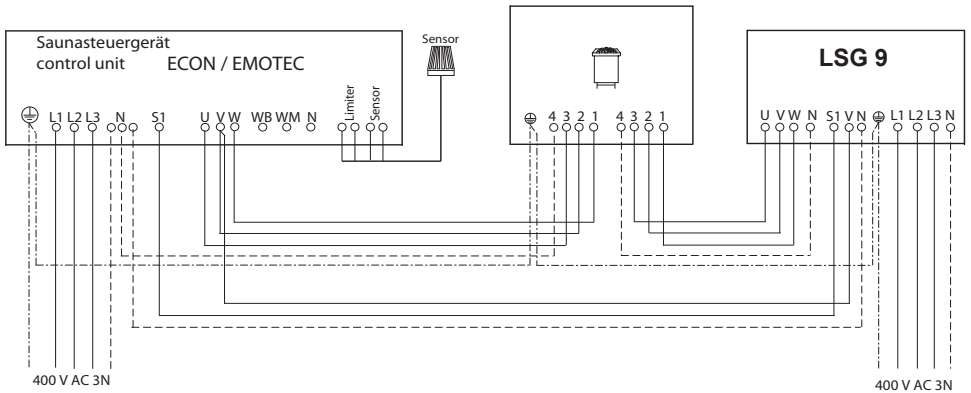 Saunasteuergerät
control unit ECON / EMOTEC
L1 L2 L3 N S1 U V W WB WM N Limiter Sensor
Sensor
4 3 2 1 4 3 2 1
LSG 9
U V W N S1 V N L1 L2 L3 N
400 V AC 3N
400 V AC 3N